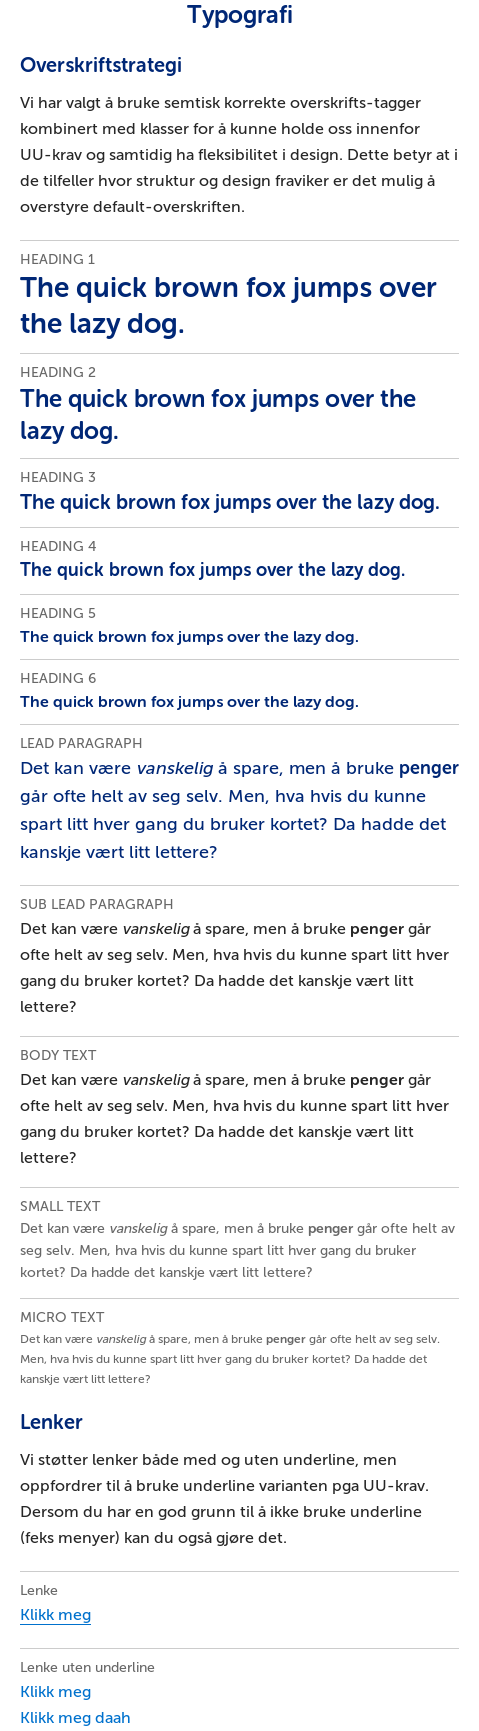 Typografi
Overskriftstrategi
Vi har valgt å bruke semtisk korrekte overskrifts-tagger
kombinert med klasser for å kunne holde oss innenfor
UU-krav og samtidig ha fleksibilitet i design. Dette betyr at i
de tilfeller hvor struktur og design fraviker er det mulig å
overstyre default-overskriften.
HEADING 1
The quick brown fox jumps over
the lazy dog.
HEADING 2
The quick brown fox jumps over the
lazy dog.
HEADING 3
The quick brown fox jumps over the lazy dog.
HEADING 4
The quick brown fox jumps over the lazy dog.
HEADING 5
The quick brown fox jumps over the lazy dog.
HEADING 6
The quick brown fox jumps over the lazy dog.
LEAD PARAGRAPH
Det kan være vanskelig å spare, men å bruke penger
går ofte helt av seg selv. Men, hva hvis du kunne
spart litt hver gang du bruker kortet? Da hadde det
kanskje vært litt lettere?
SUB LEAD PARAGRAPH
Det kan være vanskelig å spare, men å bruke penger går
ofte helt av seg selv. Men, hva hvis du kunne spart litt hver
gang du bruker kortet? Da hadde det kanskje vært litt
lettere?
BODY TEXT
Det kan være vanskelig å spare, men å bruke penger går
ofte helt av seg selv. Men, hva hvis du kunne spart litt hver
gang du bruker kortet? Da hadde det kanskje vært litt
lettere?
SMALL TEXT
Det kan være vanskelig å spare, men å bruke penger går ofte helt av
seg selv. Men, hva hvis du kunne spart litt hver gang du bruker
kortet? Da hadde det kanskje vært litt lettere?
MICRO TEXT
Det kan være vanskelig å spare, men å bruke penger går ofte helt av seg selv.
Men, hva hvis du kunne spart litt hver gang du bruker kortet? Da hadde det
kanskje vært litt lettere?
Lenker
Vi støtter lenker både med og uten underline, men
oppfordrer til å bruke underline varianten pga UU-krav.
Dersom du har en god grunn til å ikke bruke underline
(feks menyer) kan du også gjøre det.
Lenke
Klikk meg
Lenke uten underline
Klikk meg
Klikk meg daah